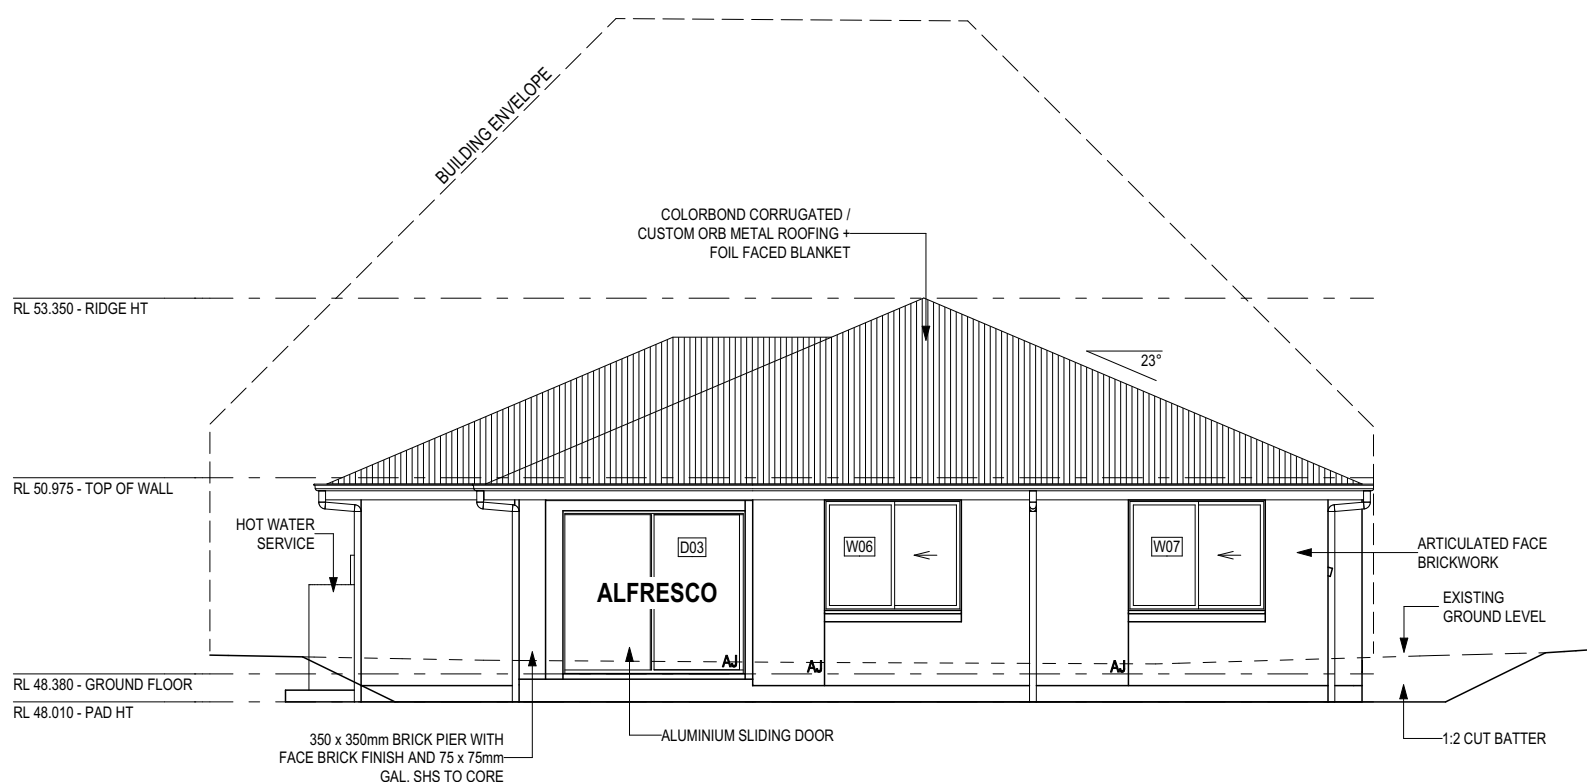 BUILDING ENVELOPE
COLORBOND CORRUGATED /
CUSTOM ORB METAL ROOFING +
FOIL FACED BLANKET
RL 53.350 - RIDGE HT
23°
RL 50.975 - TOP OF WALL
HOT WATER
SERVICE
D03
W06
W07
ARTICULATED FACE
BRICKWORK
ALFRESCO
EXISTING
GROUND LEVEL
AJ
AJ
AJ
RL 48.380 - GROUND FLOOR
RL 48.010 - PAD HT
350 x 350mm BRICK PIER WITH
FACE BRICK FINISH AND 75 x 75mm
GAL. SHS TO CORE
ALUMINIUM SLIDING DOOR
1:2 CUT BATTER